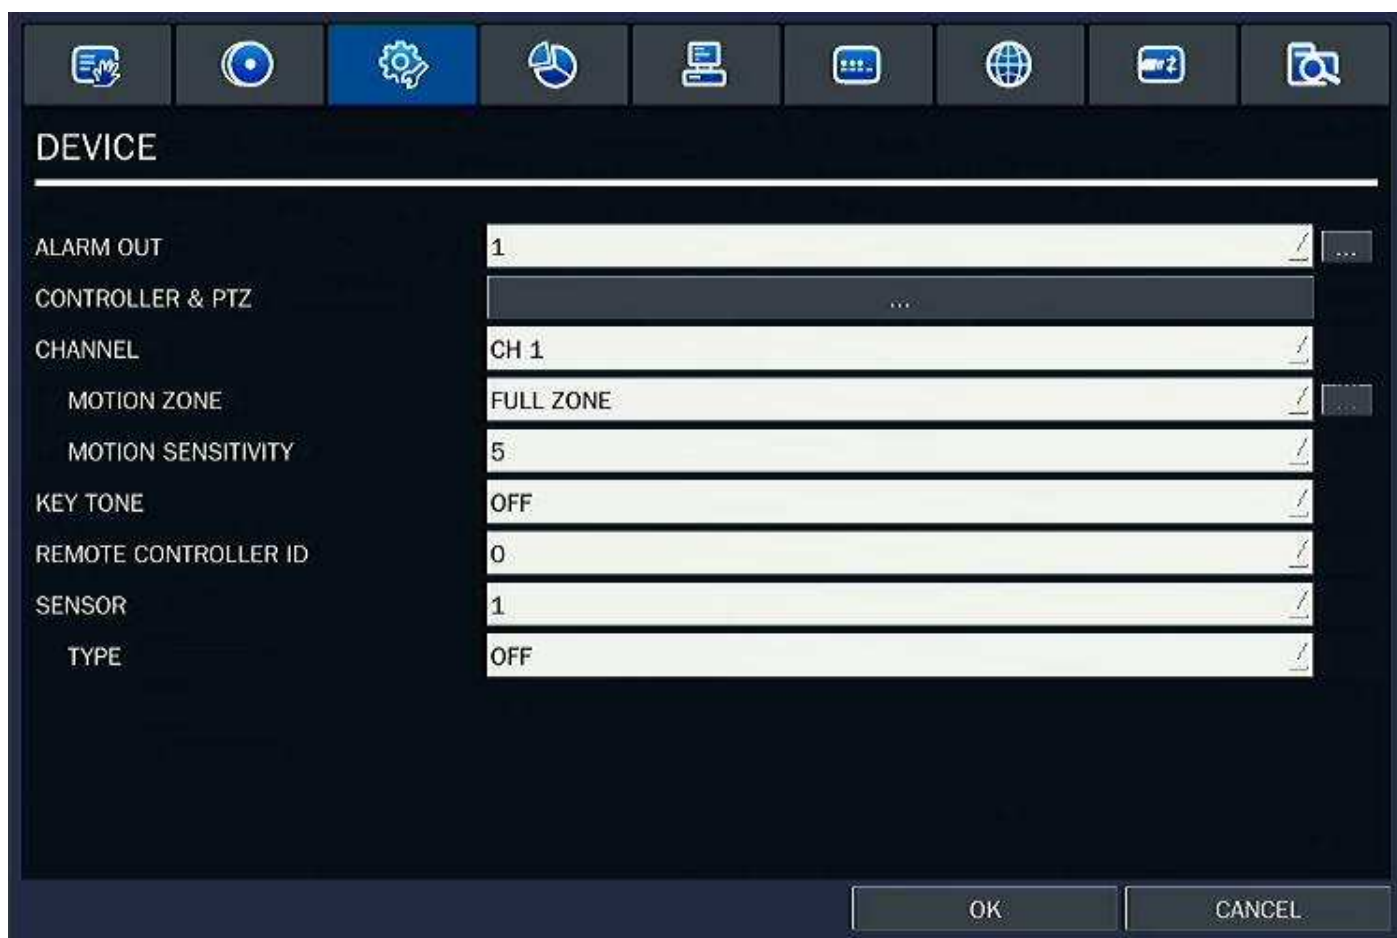 DEVICE
ALARM OUT 1 ...
CONTROLLER & PTZ ...
CHANNEL CH 1
MOTION ZONE FULL ZONE ...
MOTION SENSITIVITY 5
KEY TONE OFF
REMOTE CONTROLLER ID 0
SENSOR 1
TYPE OFF
OK CANCEL